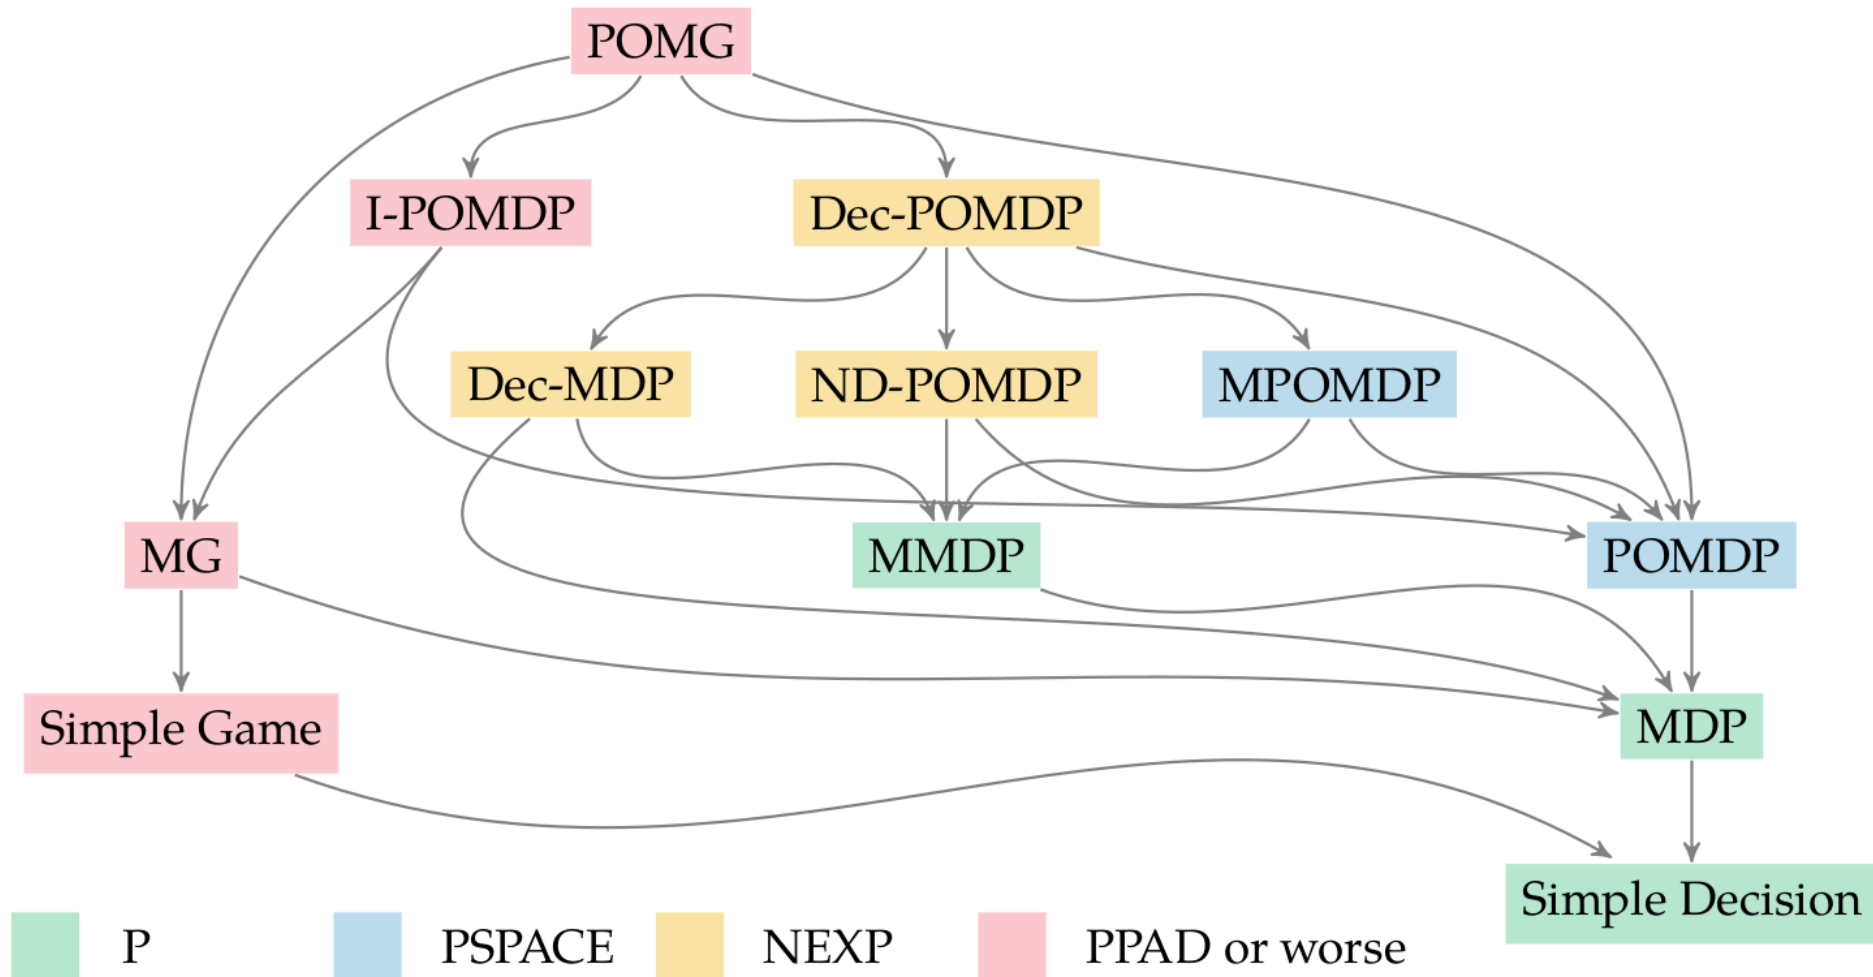 POMG
I-POMDP
Dec-POMDP
Dec-MDP
ND-POMDP
MPOMDP
MG
MMDP
POMDP
Simple Game
MDP
Simple Decision
P
PSPACE
NEXP
PPAD or worse